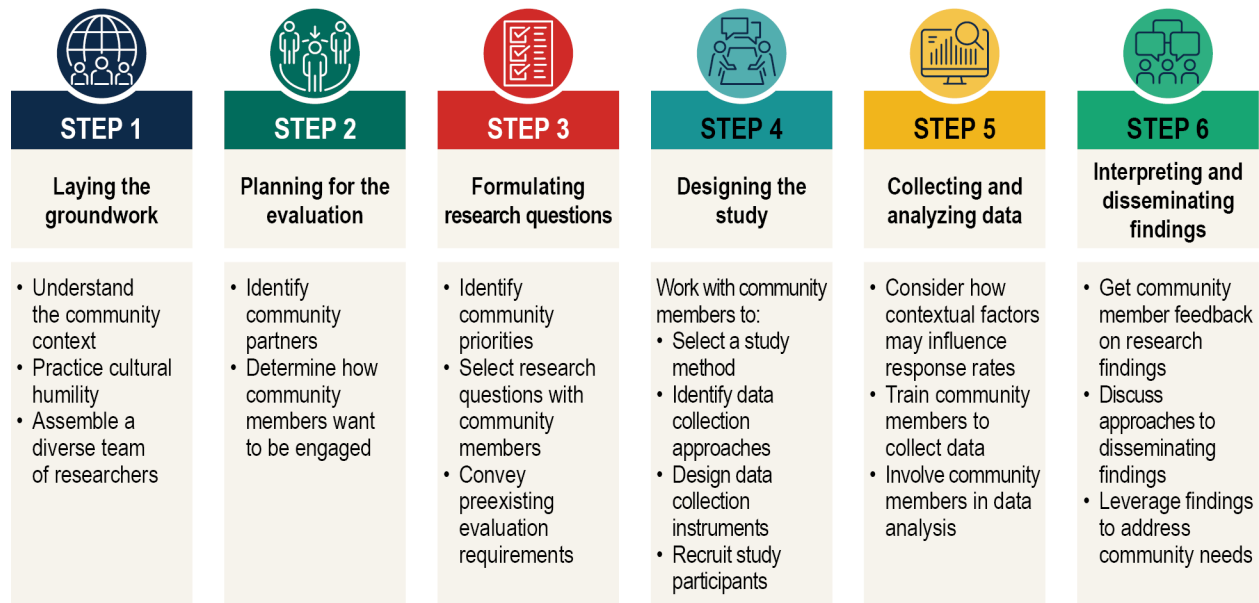 STEP 1
Laying the
groundwork
• Understand
the community
context
• Practice cultural
humility
• Assemble a
diverse team
of researchers
STEP 2
Planning for the
evaluation
• Identify
community
partners
• Determine how
community
members want
to be engaged
STEP 3
Formulating
research questions
• Identify
community
priorities
• Select research
questions with
community
members
• Convey
preexisting
evaluation
requirements
STEP 4
Designing the
study
Work with community
members to:
• Select a study
method
• Identify data
collection
approaches
• Design data
collection
instruments
• Recruit study
participants
STEP 5
Collecting and
analyzing data
• Consider how
contextual factors
may influence
response rates
• Train community
members to
collect data
• Involve community
members in data
analysis
STEP 6
Interpreting and
disseminating
findings
• Get community
member feedback
on research
findings
• Discuss
approaches to
disseminating
findings
• Leverage findings
to address
community needs